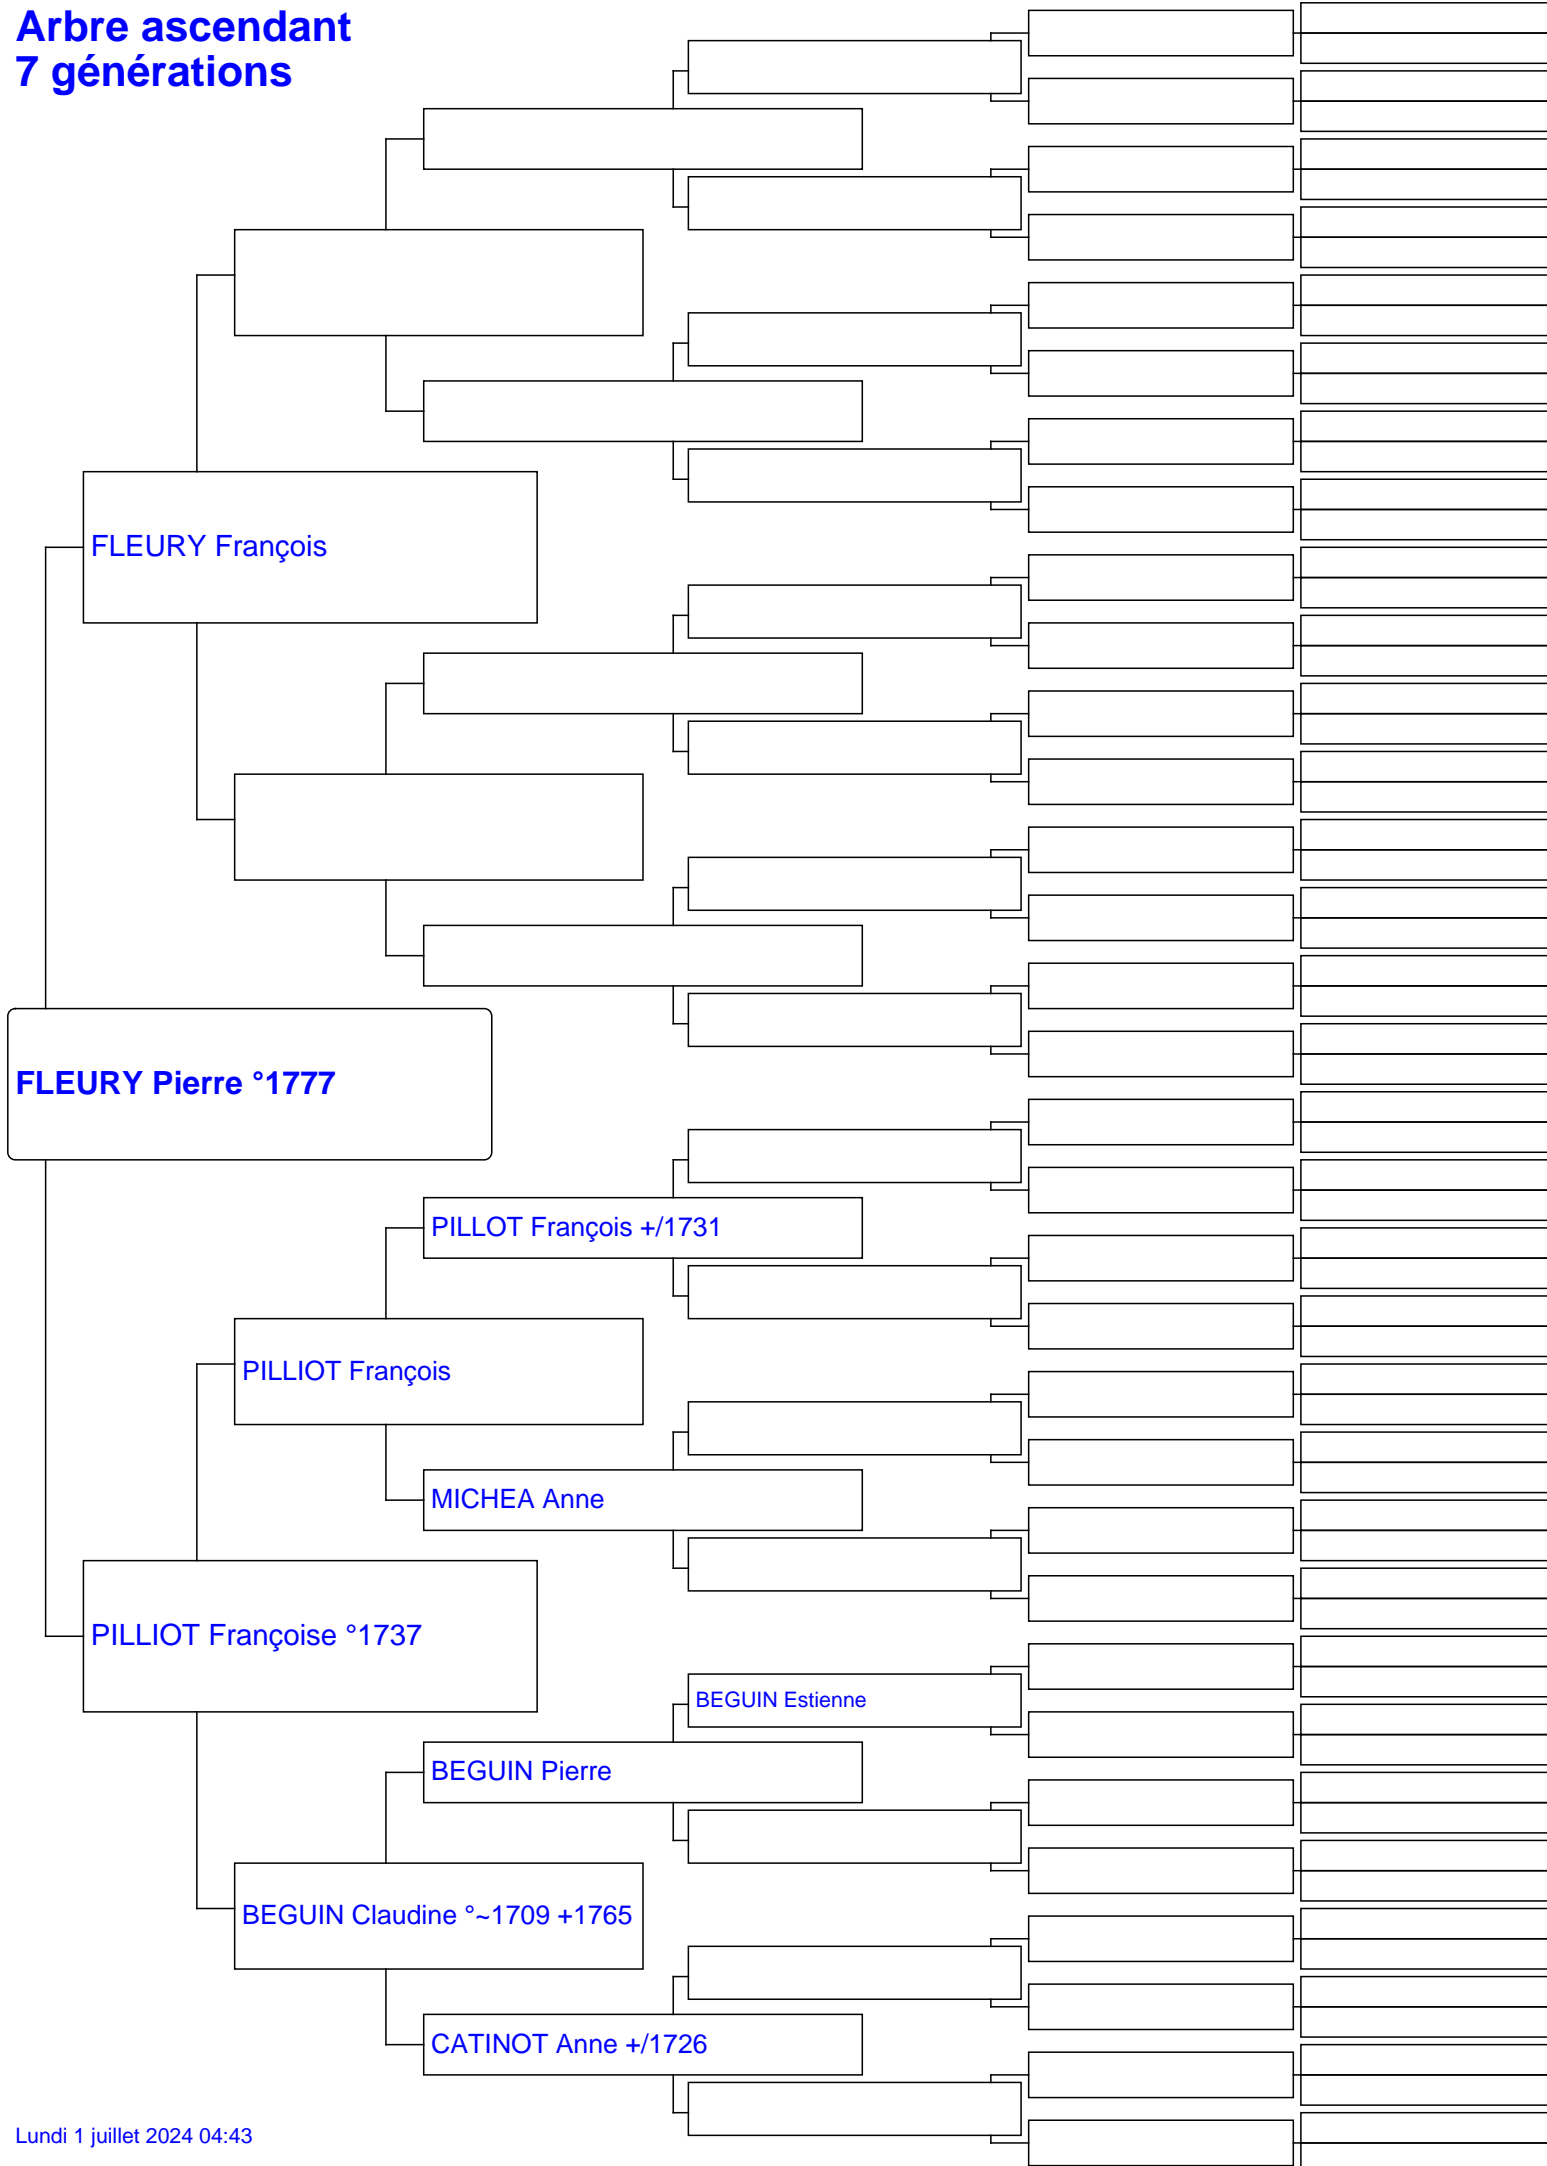 Arbre ascendant
7 générations
FLEURY François
FLEURY Pierre °1777
PILLOT François +/1731
PILLIOT François
MICHEA Anne
PILLIOT Françoise °1737
BEGUIN Estienne
BEGUIN Pierre
BEGUIN Claudine °~1709 +1765
CATINOT Anne +/1726
Lundi 1 juillet 2024 04:43